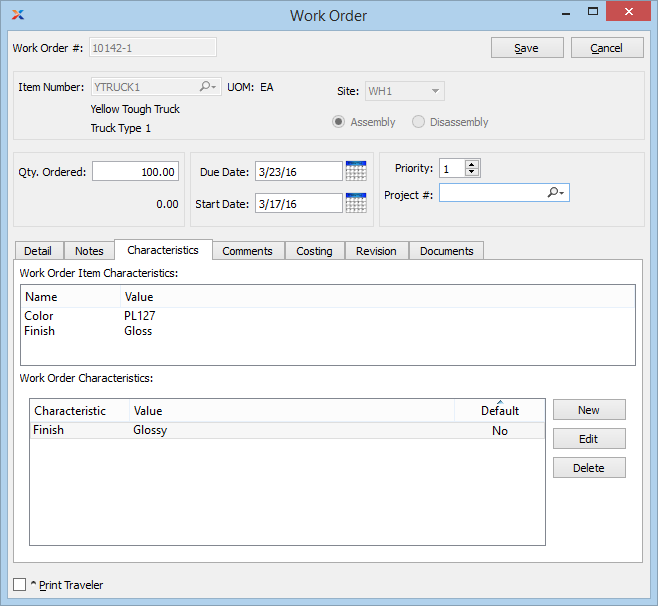 Work Order
Work Order #: 10142-1
Save
Cancel
Item Number: YTRUCK1 UOM: EA
Site: WH1
Yellow Tough Truck
Truck Type 1
Assembly Disassembly
Qty. Ordered: 100.00
0.00
Due Date: 3/23/16
Start Date: 3/17/16
Priority: 1
Project #:
Detail Notes Characteristics Comments Costing Revision Documents
Work Order Item Characteristics:
Name Value
Color PL127
Finish Gloss
Work Order Characteristics:
Characteristic Value Default
Finish Glossy No
New
Edit
Delete
^ Print Traveler